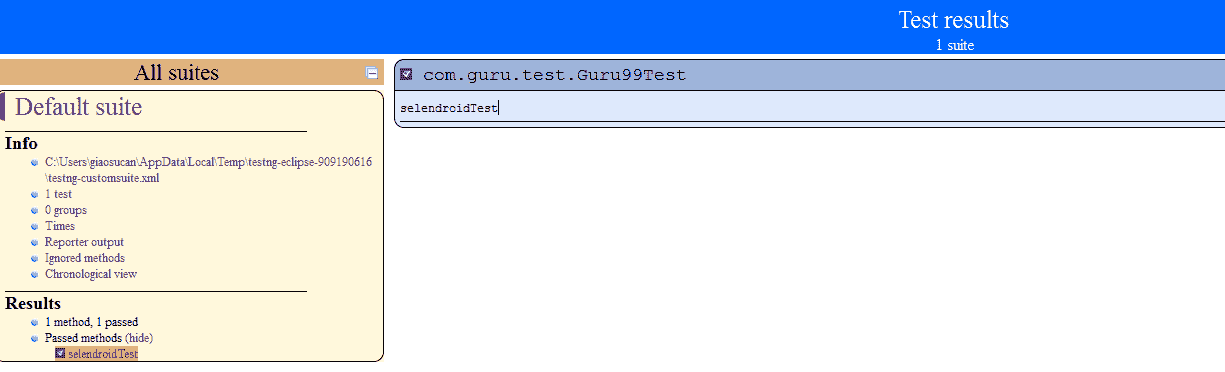 Test results
1 suite
All suites
Default suite
Info
C:\Users\giaosucan\AppData\Local\Temp\testng-eclipse-909190616
\testng-customsuite.xml
1 test
0 groups
Times
Reporter output
Ignored methods
Chronological view
Results
1 method, 1 passed
Passed methods (hide)
selendroidTest
com.guru.test.Guru99Test
selendroidTest